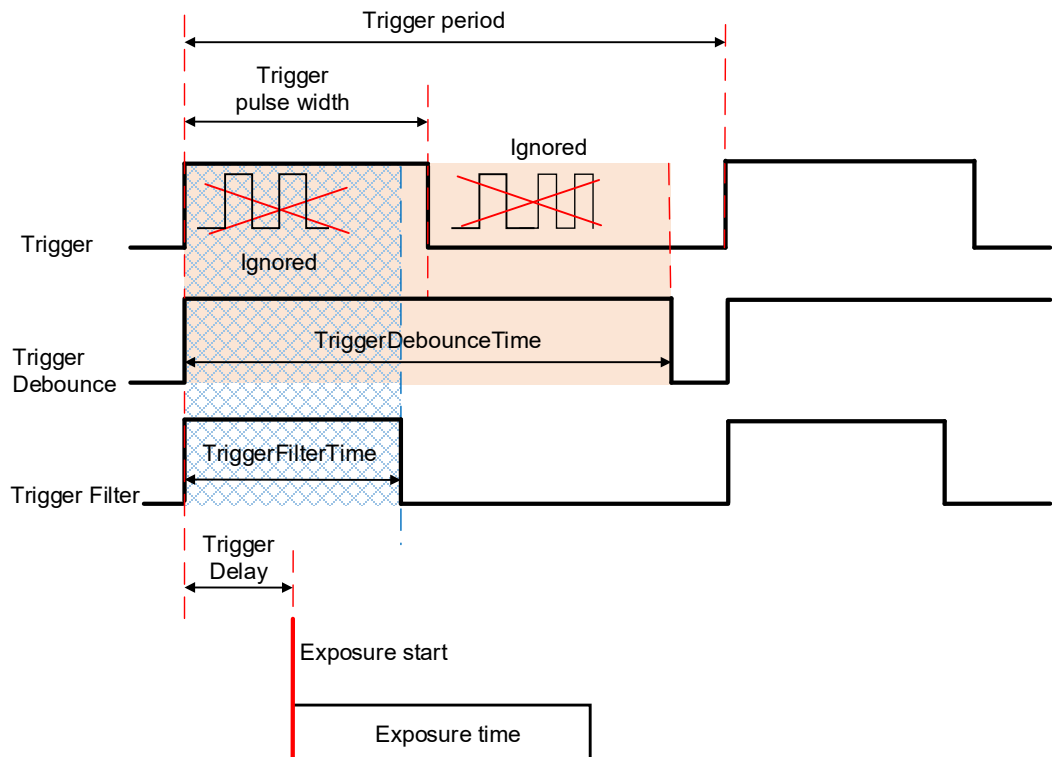 Trigger period
Trigger
pulse width
Ignored
Trigger
Ignored
TriggerDebounceTime
Trigger
Debounce
TriggerFilterTime
Trigger Filter
Trigger
Delay
Exposure start
Exposure time